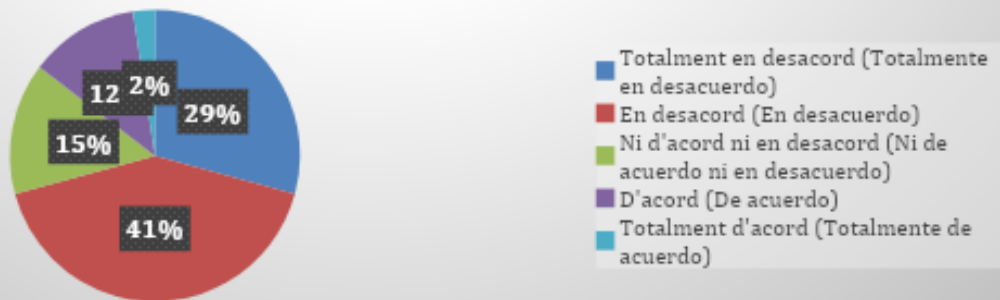 2%
12
29%
15%
41%
Totalment en desacord (Totalmente
en desacuerdo)
En desacord (En desacuerdo)
Ni d'acord ni en desacord (Ni de
acuerdo ni en desacuerdo)
D'acord (De acuerdo)
Totalment d'acord (Totalmente de
acuerdo)